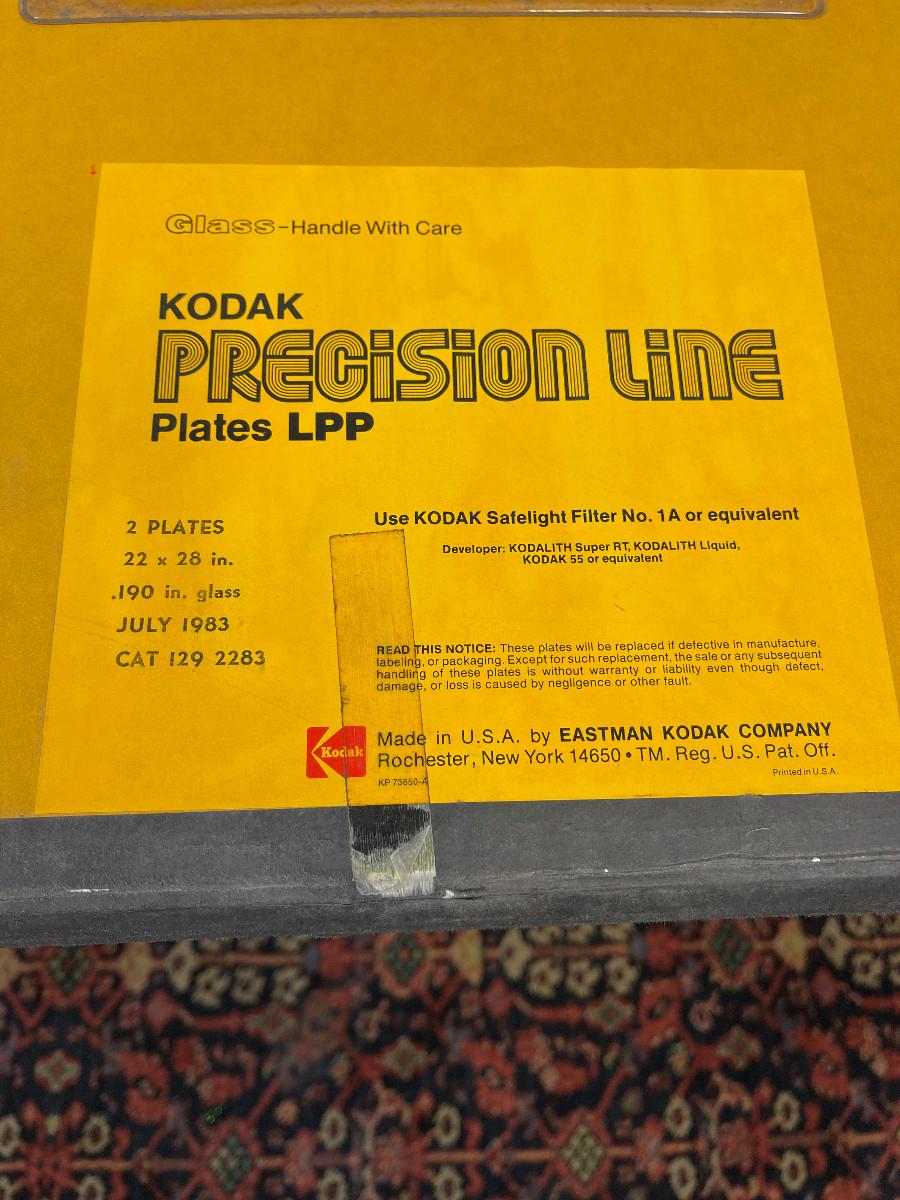 Glass-Handle With Care
KODAK
PRECISION LINE
Plates LPP
2 PLATES
22 x 28 in.
.190 in. glass
JULY 1983
CAT 129 2283
Use KODAK Safelight Filter No. 1A or equivalent
Developer: KODALITH Super RT, KODALITH Liquid,
KODAK 55 or equivalent
READ THIS NOTICE: These plates will be replaced if defective in manufacture,
labeling, or packaging. Except for such replacement, the sale or any subsequent
handling of these plates is without warranty or liability even though defect,
damage, or loss is caused by negligence or other fault.
Kodak
Made in U.S.A. by EASTMAN KODAK COMPANY
Rochester, New York 14650 • TM. Reg. U.S. Pat. Off.
KP 73650-A
Printed in U.S.A.